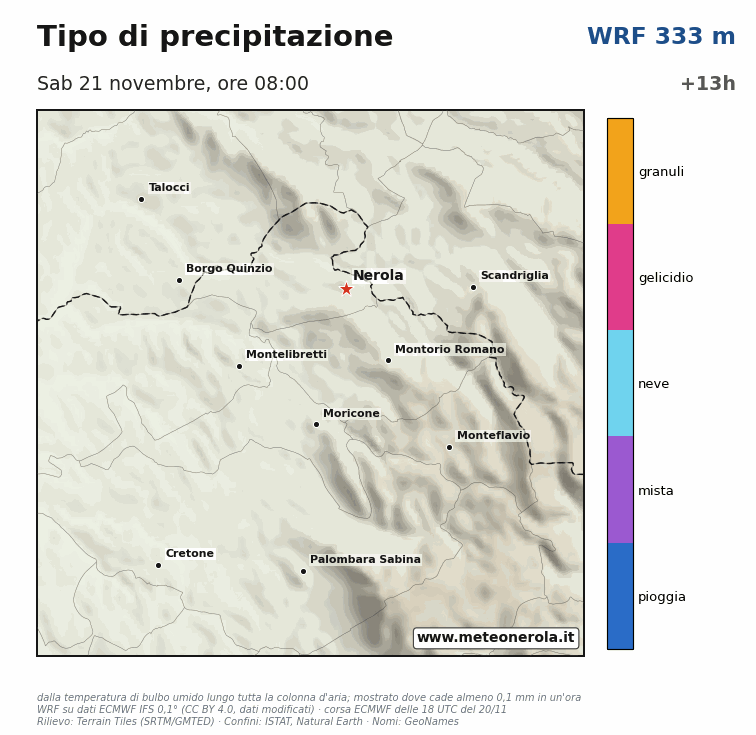 Tipo di precipitazione
WRF 333 m
Sab 21 novembre, ore 08:00
+13h
granuli
gelicidio
neve
mista
pioggia
Talocci
Borgo Quinzio
Nerola
Scandriglia
Montelibretti
Montorio Romano
Moricone
Monteflavio
Cretone
Palombara Sabina
www.meteonerola.it
dalla temperatura di bulbo umido lungo tutta la colonna d'aria; mostrato dove cade almeno 0,1 mm in un'ora
WRF su dati ECMWF IFS 0,1° (CC BY 4.0, dati modificati) · corsa ECMWF delle 18 UTC del 20/11
Rilievo: Terrain Tiles (SRTM/GMTED) · Confini: ISTAT, Natural Earth · Nomi: GeoNames